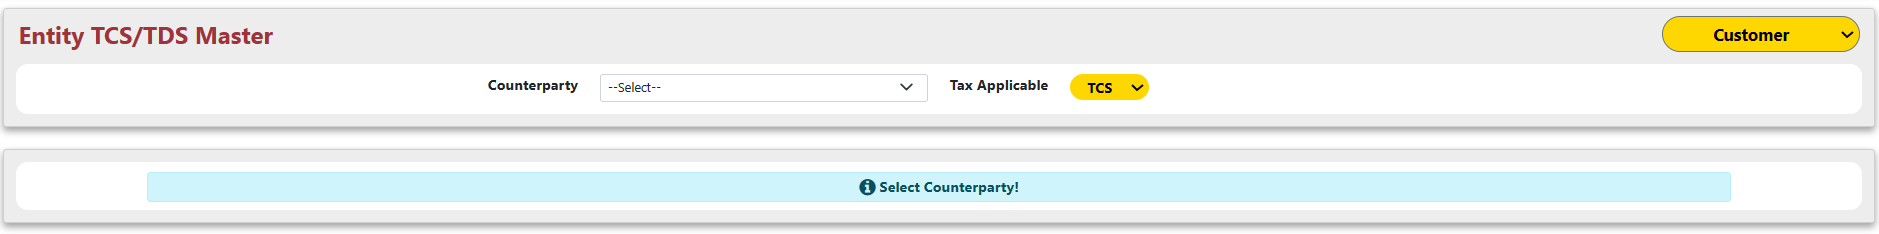 Entity TCS/TDS Master
Customer
Counterparty --Select-- Tax Applicable TCS
Select Counterparty!